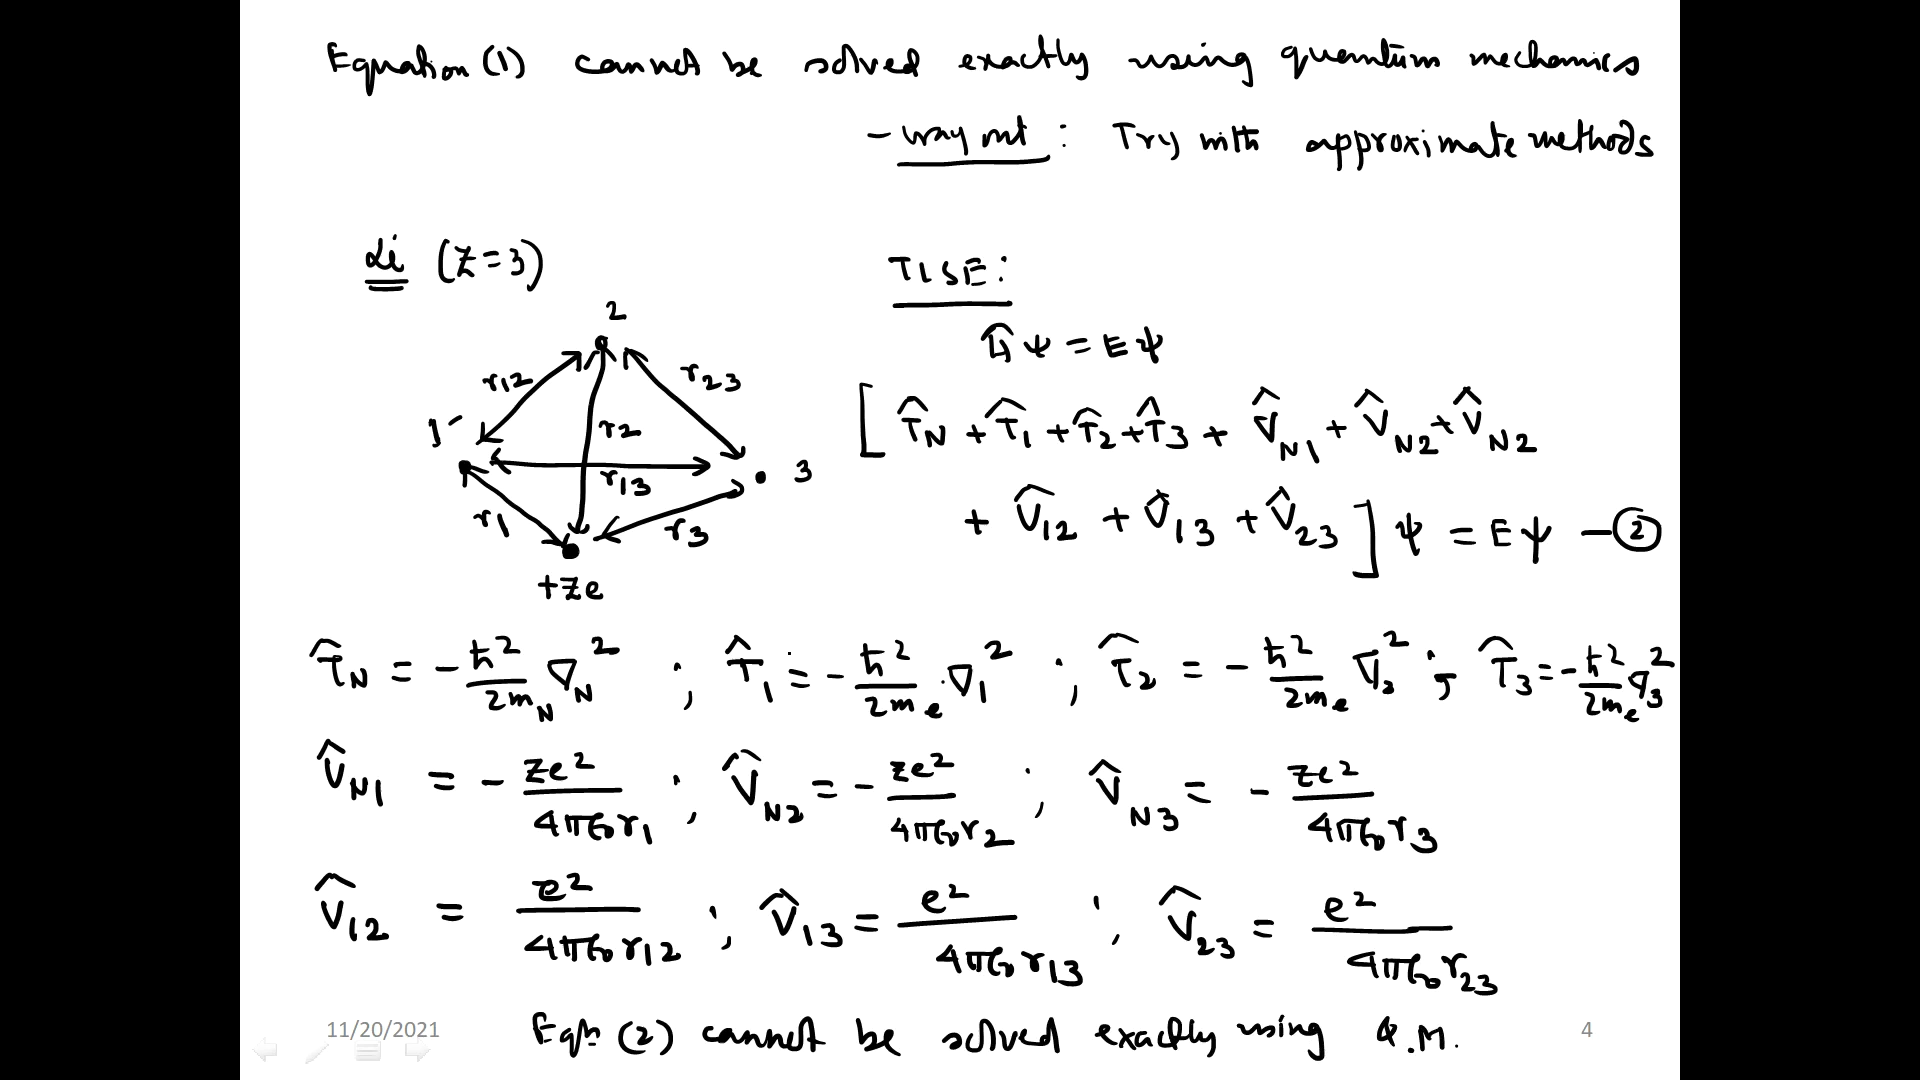 Equation (1) cannot be solved exactly using quantum mechanics
- way out : Try with approximate methods
Li (Z=3)
TISE:
2
r12
r23
1
r2
r13
3
r1
r3
+ze
Ĥψ = Eψ
[ T̂N + T̂1 + T̂2 + T̂3 + V̂N1 + V̂N2 + V̂N2
+ V̂12 + V̂13 + V̂23 ] ψ = Eψ — ②
T̂N = - ħ²/2mN ∇N² ; T̂1 = - ħ²/2me ∇1² ; T̂2 = - ħ²/2me ∇2² ; T̂3 = - ħ²/2me ∇3²
V̂N1 = - ze²/4πε0r1 ; V̂N2 = - ze²/4πε0r2 ; V̂N3 = - ze²/4πε0r3
V̂12 = e²/4πε0r12 ; V̂13 = e²/4πε0r13 ; V̂23 = e²/4πε0r23
11/20/2021
Eqn (2) cannot be solved exactly using Q.M.
4